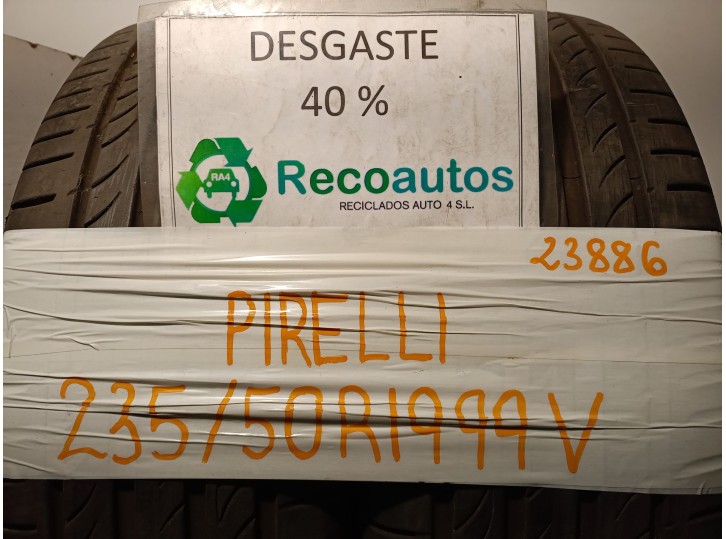 DESGASTE
40 %
RA4
Recoautos
RECICLADOS AUTO 4 S.L.
23886
PIRELLI
235/50R1999V